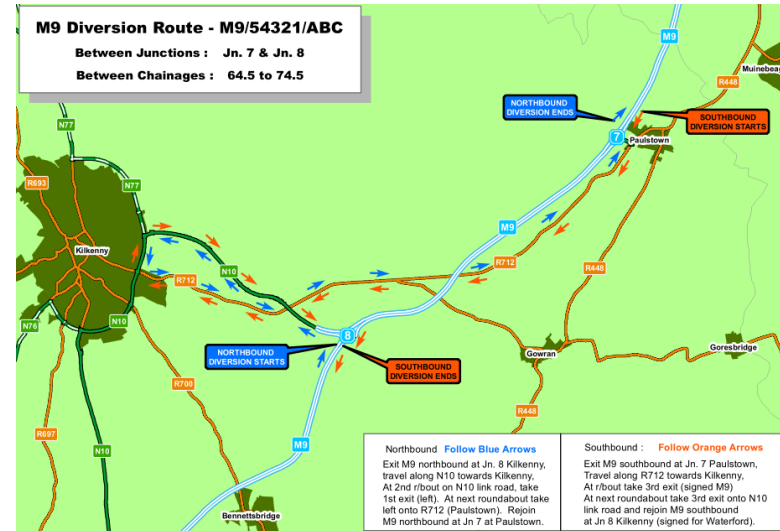 M9 Diversion Route - M9/54321/ABC
Between Junctions : Jn. 7 & Jn. 8
Between Chainages : 64.5 to 74.5
M9
Muinebeag
R448
N77
NORTHBOUND
DIVERSION ENDS
SOUTHBOUND
DIVERSION STARTS
7
Paulstown
R693
N77
M9
Kilkenny
R712
N10
R712
R448
N76
N10
8
NORTHBOUND
DIVERSION STARTS
SOUTHBOUND
DIVERSION ENDS
Gowran
Goresbridge
R700
R448
R697
M9
Bennettsbridge
Northbound Follow Blue Arrows
Exit M9 northbound at Jn. 8 Kilkenny,
travel along N10 towards Kilkenny,
At 2nd r/bout on N10 link road, take
1st exit (left). At next roundabout take
left onto R712 (Paulstown). Rejoin
M9 northbound at Jn 7 at Paulstown.
Southbound : Follow Orange Arrows
Exit M9 southbound at Jn. 7 Paulstown,
Travel along R712 towards Kilkenny,
At r/bout take 3rd exit (signed M9)
At next roundabout take 3rd exit onto N10
link road and rejoin M9 southbound
at Jn 8 Kilkenny (signed for Waterford).